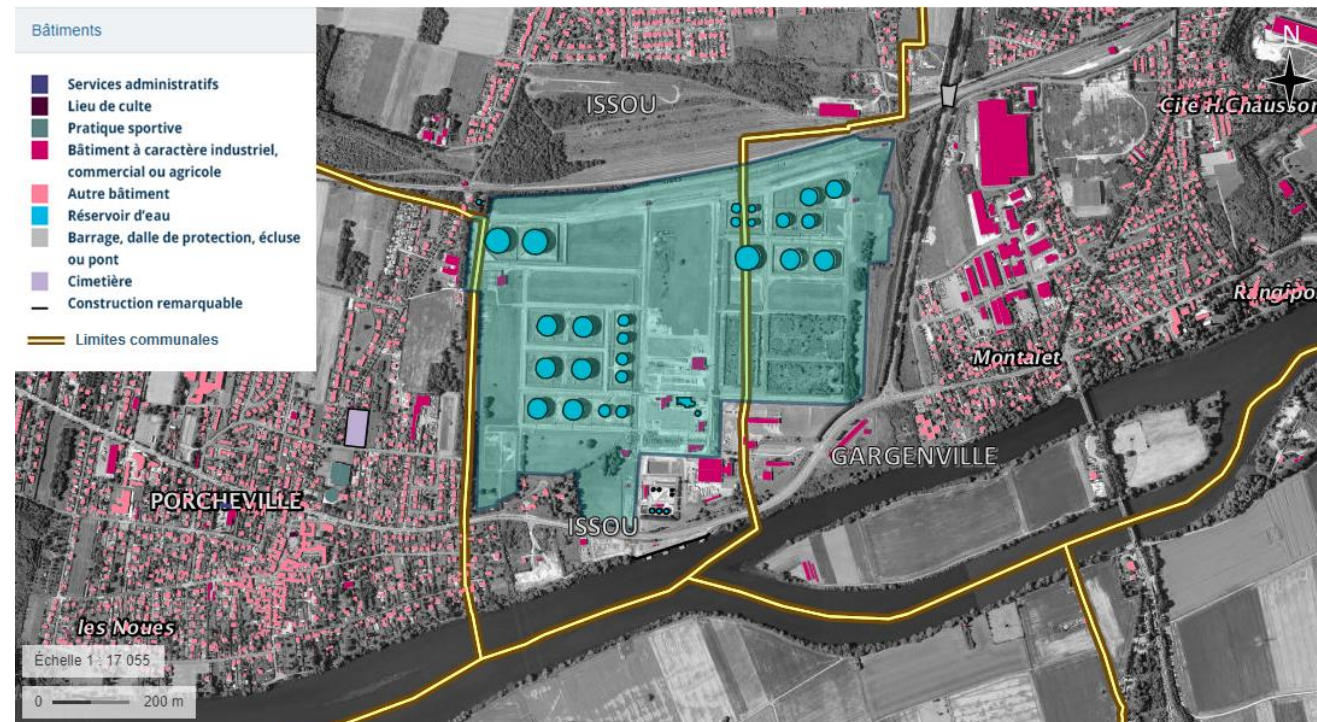 Bâtiments
Services administratifs
Lieu de culte
Pratique sportive
Bâtiment à caractère industriel,
commercial ou agricole
Autre bâtiment
Réservoir d'eau
Barrage, dalle de protection, écluse
ou pont
Cimetière
Construction remarquable
Limites communales
N
ISSOU
Cité H.Chausson
Rangipo
Montalet
GARGENVILLE
PORCHEVILLE
ISSOU
les Noues
Échelle 1 : 17 055
0 200 m